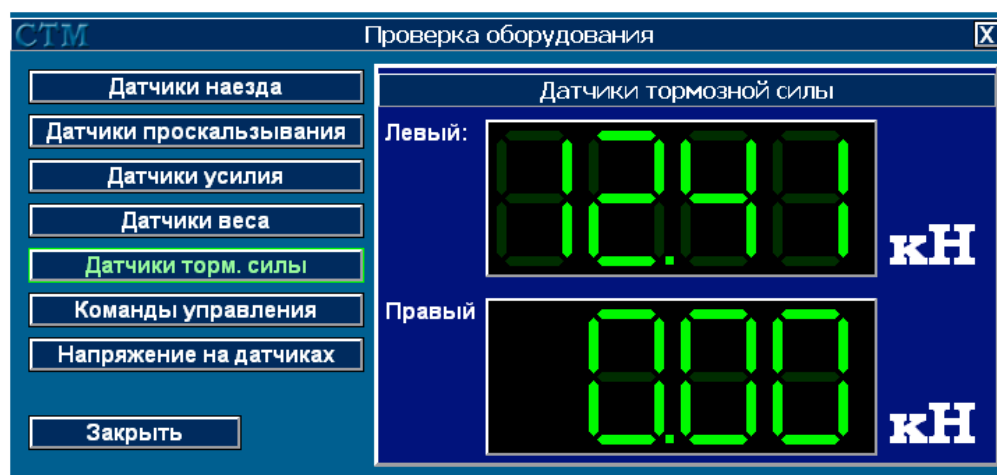 СТМ
Проверка оборудования
X
Датчики наезда
Датчики проскальзывания
Датчики усилия
Датчики веса
Датчики торм. силы
Команды управления
Напряжение на датчиках
Закрыть
Датчики тормозной силы
Левый:
12.41
кН
Правый
0.00
кН